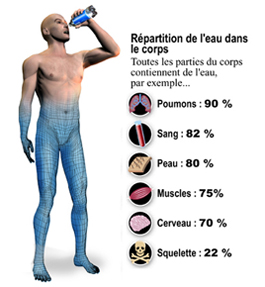 Répartition de l'eau dans
le corps
Toutes les parties du corps
contiennent de l'eau,
par exemple...
Poumons : 90 %
Sang : 82 %
Peau : 80 %
Muscles : 75%
Cerveau : 70 %
Squelette : 22 %